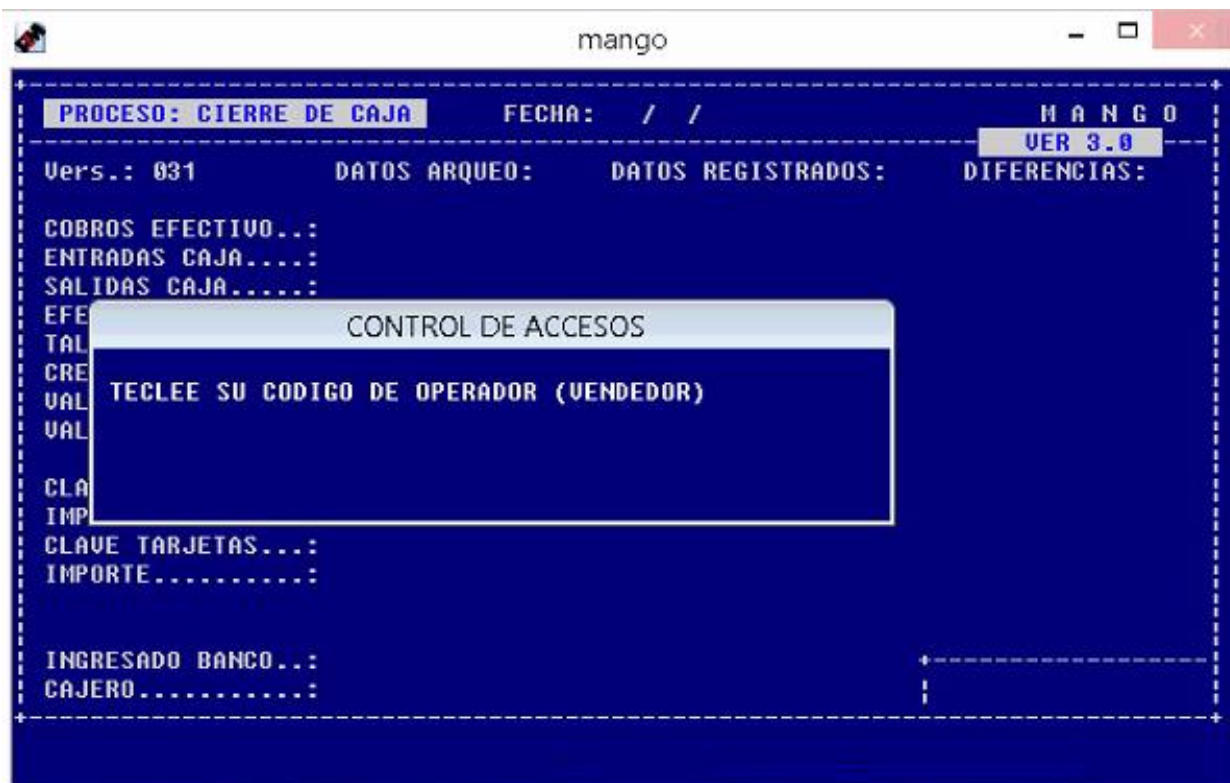 mango
PROCESO: CIERRE DE CAJA FECHA: / / M A N G O
VER 3.0
Vers.: 031 DATOS ARQUEO: DATOS REGISTRADOS: DIFERENCIAS:
COBROS EFECTIVO..:
ENTRADAS CAJA....:
SALIDAS CAJA.....:
EFE
TAL
CRE
VAL
VAL
CLA
IMP
CONTROL DE ACCESOS
TECLEE SU CODIGO DE OPERADOR (VENDEDOR)
CLAVE TARJETAS...:
IMPORTE..........:
INGRESADO BANCO..:
CAJERO...........: